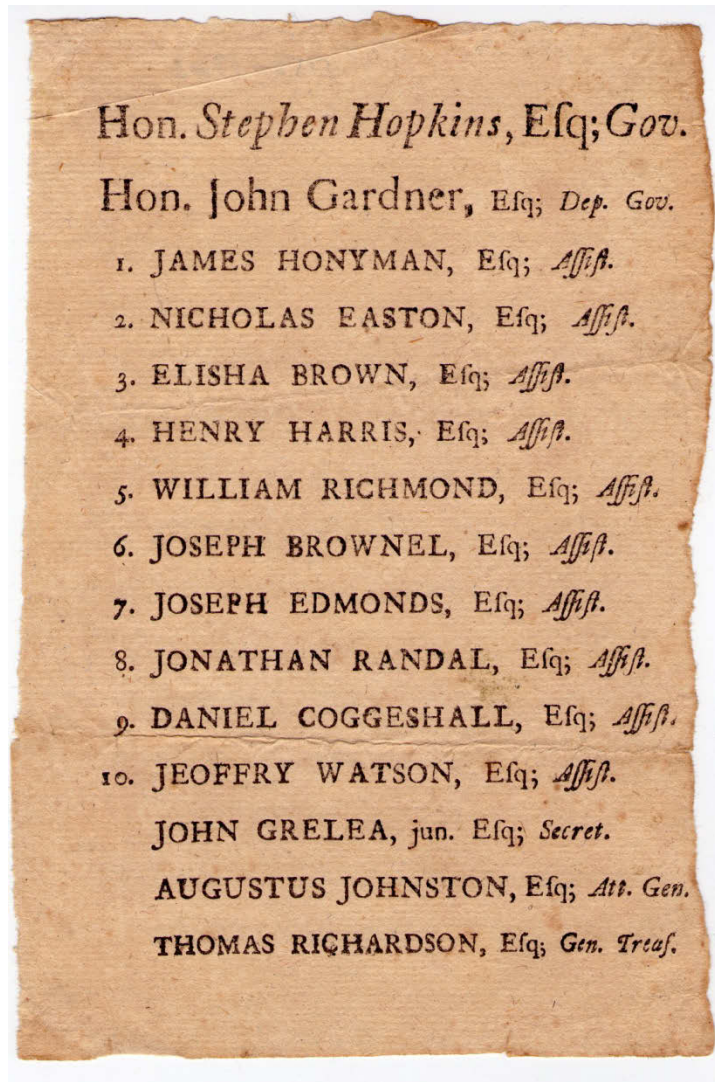 Hon. Stephen Hopkins, Eſq; Gov.
Hon. John Gardner, Eſq; Dep. Gov.
1. JAMES HONYMAN, Eſq; Aſſiſt.
2. NICHOLAS EASTON, Eſq; Aſſiſt.
3. ELISHA BROWN, Eſq; Aſſiſt.
4. HENRY HARRIS, Eſq; Aſſiſt.
5. WILLIAM RICHMOND, Eſq; Aſſiſt.
6. JOSEPH BROWNEL, Eſq; Aſſiſt.
7. JOSEPH EDMONDS, Eſq; Aſſiſt.
8. JONATHAN RANDAL, Eſq; Aſſiſt.
9. DANIEL COGGESHALL, Eſq; Aſſiſt.
10. JEOFFRY WATSON, Eſq; Aſſiſt.
JOHN GRELEA, jun. Eſq; Secret.
AUGUSTUS JOHNSTON, Eſq; Att. Gen.
THOMAS RICHARDSON, Eſq; Gen. Treaſ.